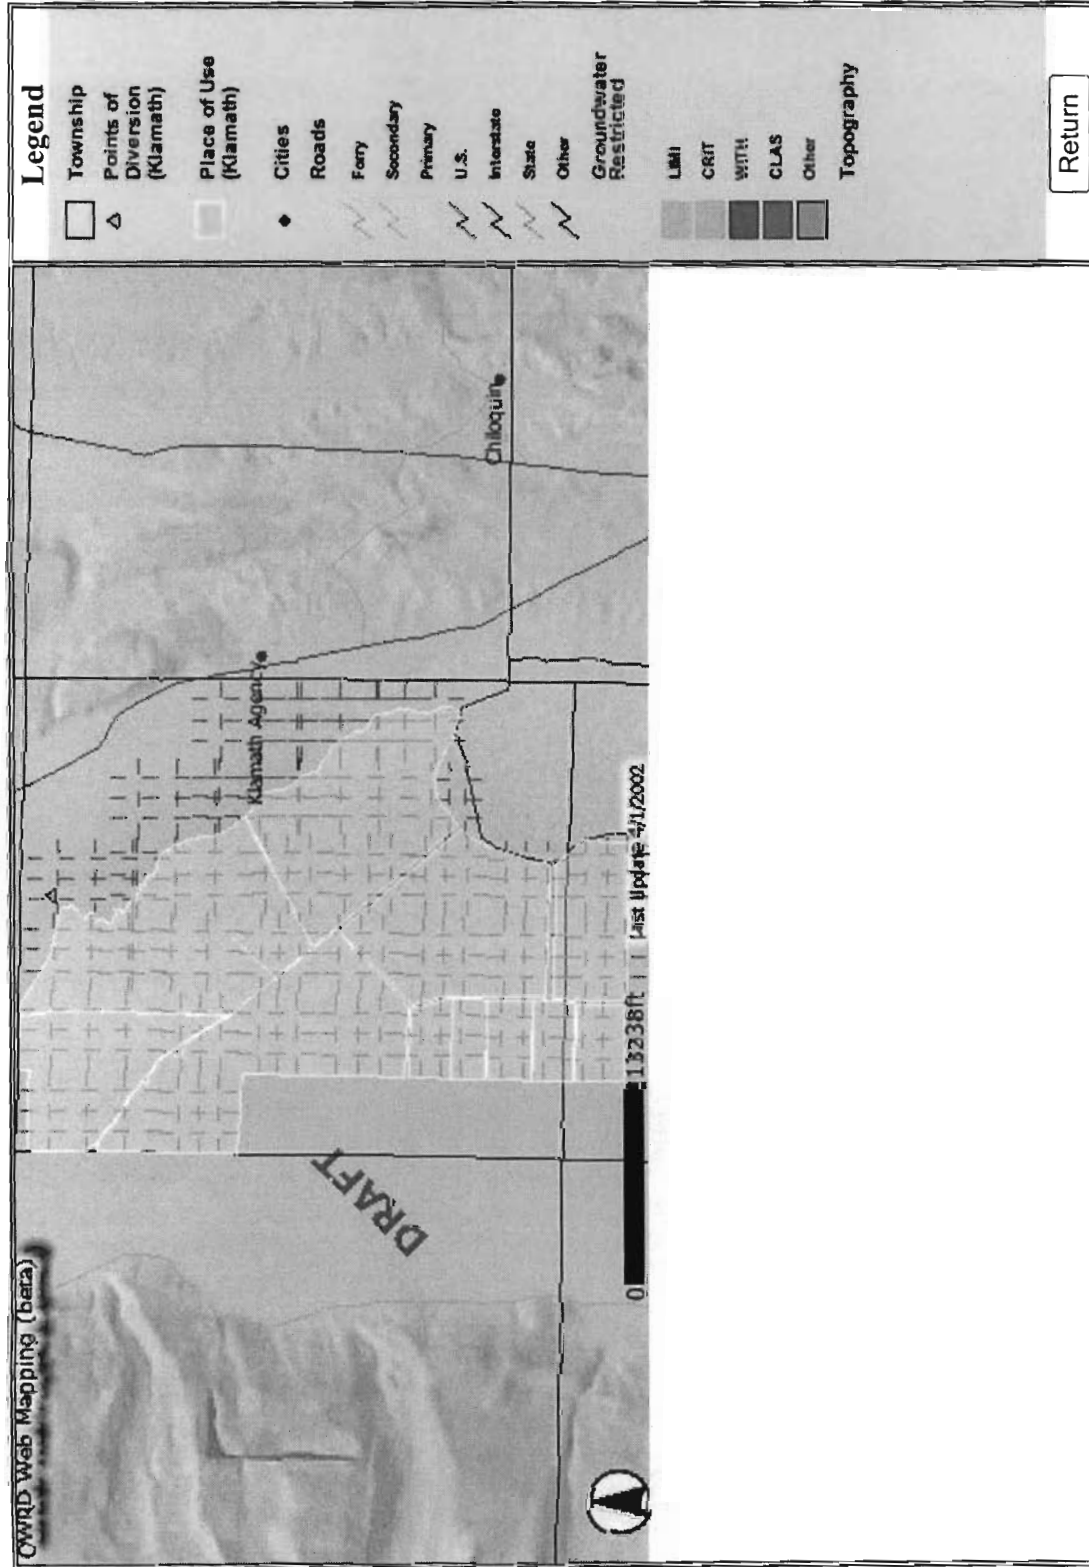 OWRD Web Mapping (beta)
Klamath Agency
Chiloquin
DRAFT
0
13238ft
Last Update 4/1/2002
Legend
Township
Points of
Diversion
(Klamath)
Place of Use
(Klamath)
Cities
Roads
Ferry
Secondary
Primary
U.S.
Interstate
State
Other
Groundwater
Restricted
LIMI
CRIT
WITH
CLAS
Other
Topography
Return